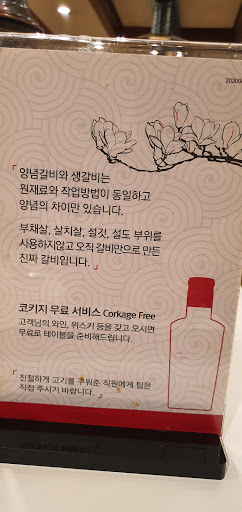 202006
「양념갈비와 생갈비는
원재료와 작업방법이 동일하고
양념의 차이만 있습니다.
부채살, 살치살, 설깃, 설도 부위를
사용하지않고 오직 갈비만으로 만든
진짜 갈비입니다.」
코키지 무료 서비스 Corkage Free
고객님의 와인, 위스키 등을 갖고 오시면
무료로 테이블을 준비해드립니다.
「친절하게 고기를 구워준 직원에게 팁은
직접 주시기 바랍니다.」